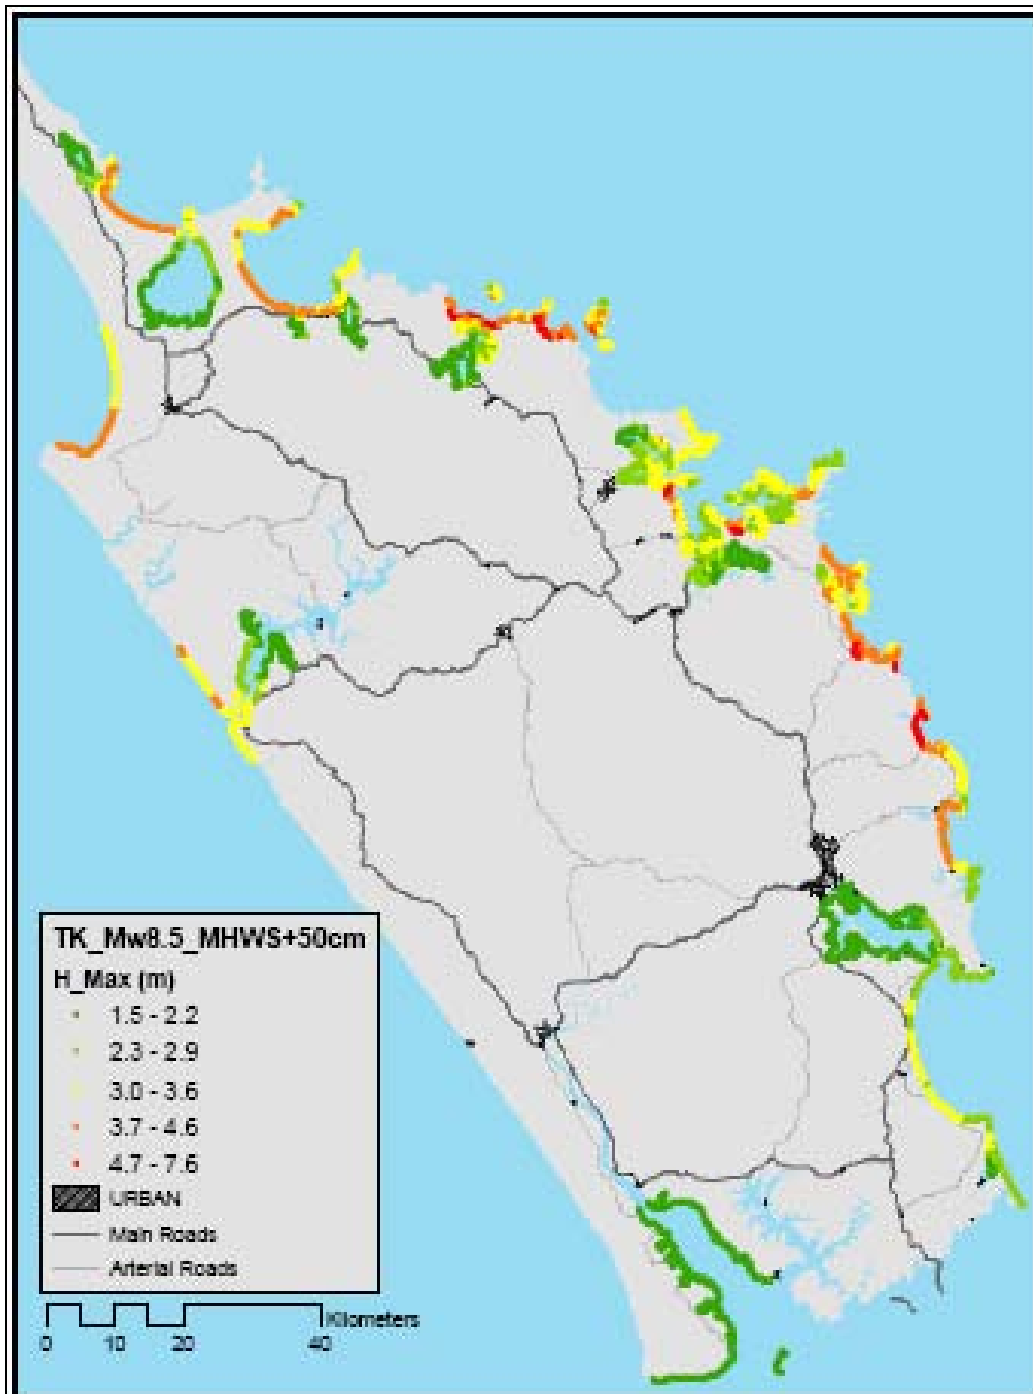 TK_Mw8.5_MHWS+50cm
H_Max (m)
1.5 - 2.2
2.3 - 2.9
3.0 - 3.6
3.7 - 4.6
4.7 - 7.6
URBAN
Main Roads
Arterial Roads
Kilometers
0 10 20 40